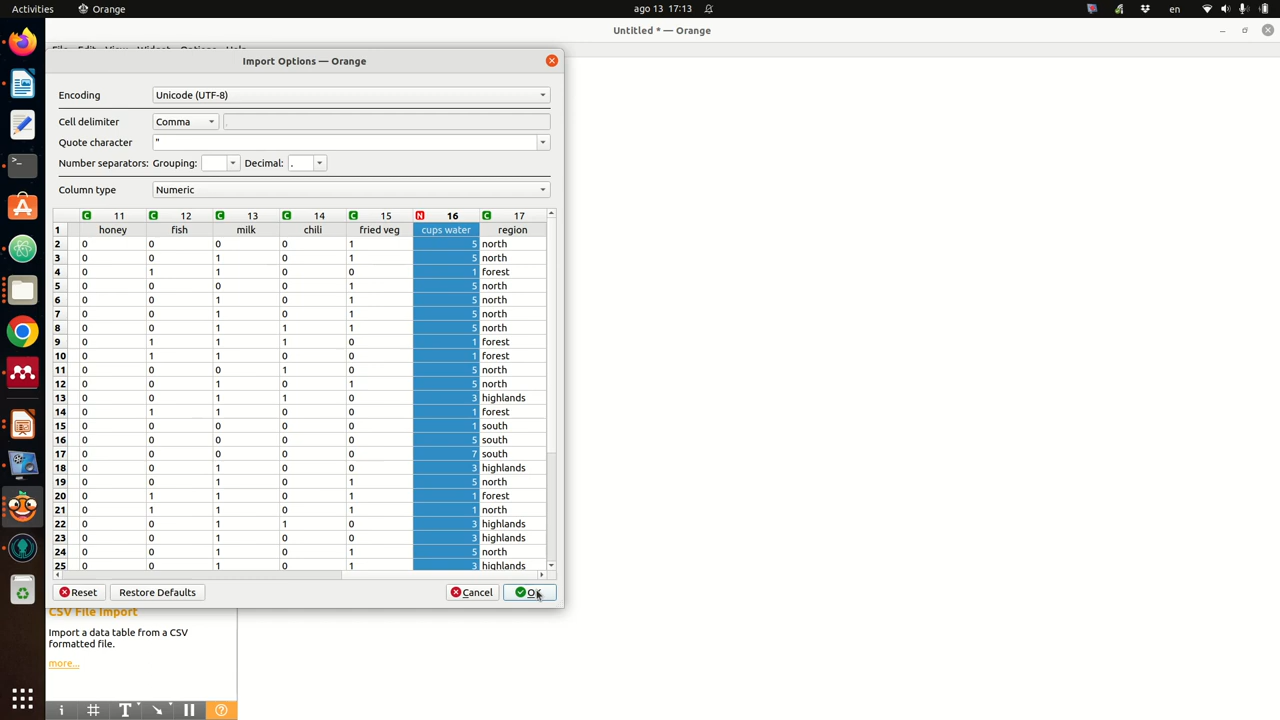 Activities Orange ago 13 17:13 en
Untitled * — Orange
Import Options — Orange
Encoding Unicode (UTF-8)
Cell delimiter Comma ,
Quote character "
Number separators: Grouping: Decimal: .
Column type Numeric
C 11 C 12 C 13 C 14 C 15 N 16 C 17
1 honey fish milk chili fried veg cups water region
2 0 0 0 0 1 5 north
3 0 0 1 0 1 5 north
4 0 1 1 0 0 1 forest
5 0 0 0 0 1 5 north
6 0 0 1 0 1 5 north
7 0 0 1 0 1 5 north
8 0 0 1 1 1 5 north
9 0 1 1 1 0 1 forest
10 0 1 1 0 0 1 forest
11 0 0 0 1 0 5 north
12 0 0 1 0 1 5 north
13 0 0 1 1 0 3 highlands
14 0 1 1 0 0 1 forest
15 0 0 0 0 0 1 south
16 0 0 0 0 0 5 south
17 0 0 0 0 0 7 south
18 0 0 1 0 0 3 highlands
19 0 0 1 0 1 5 north
20 0 1 1 0 1 1 forest
21 0 1 1 0 1 1 north
22 0 0 1 1 0 3 highlands
23 0 0 1 0 0 3 highlands
24 0 0 1 0 1 5 north
25 0 0 1 0 1 3 highlands
Reset Restore Defaults Cancel OK
CSV File Import
Import a data table from a CSV
formatted file.
more...